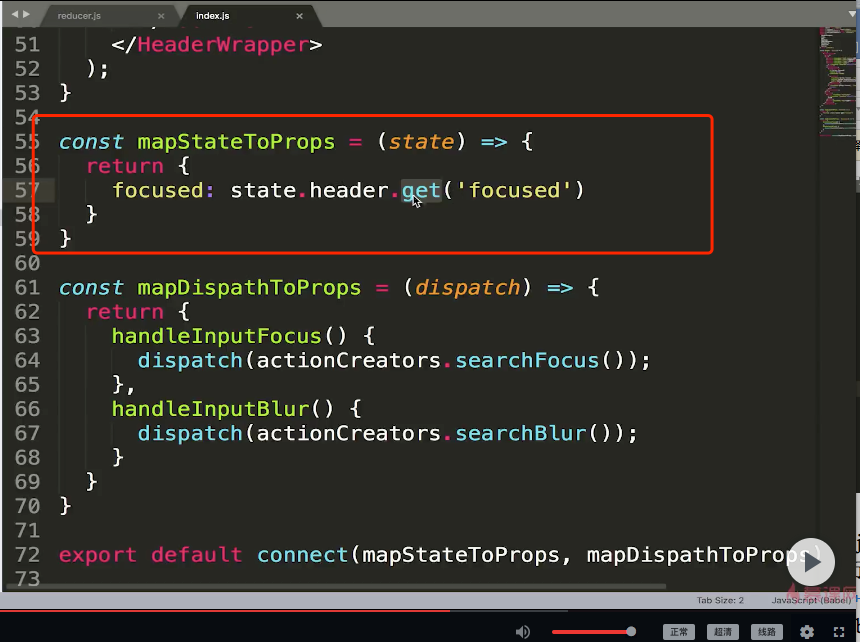 reducer.js
index.js
51 </HeaderWrapper>
52 );
53 }
54
55 const mapStateToProps = (state) => {
56 return {
57 focused: state.header.get('focused')
58 }
59 }
60
61 const mapDispathToProps = (dispatch) => {
62 return {
63 handleInputFocus() {
64 dispatch(actionCreators.searchFocus());
65 },
66 handleInputBlur() {
67 dispatch(actionCreators.searchBlur());
68 }
69 }
70 }
71
72 export default connect(mapStateToProps, mapDispathToProps)
73
Tab Size: 2 JavaScript (Babel)
正常 超清 线路